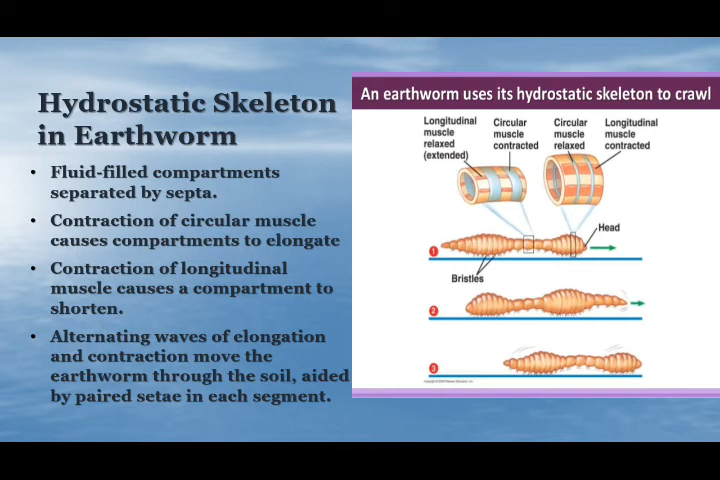 Hydrostatic Skeleton
in Earthworm
• Fluid-filled compartments
separated by septa.
• Contraction of circular muscle
causes compartments to elongate
• Contraction of longitudinal
muscle causes a compartment to
shorten.
• Alternating waves of elongation
and contraction move the
earthworm through the soil, aided
by paired setae in each segment.
An earthworm uses its hydrostatic skeleton to crawl
Longitudinal
muscle
relaxed
(extended)
Circular
muscle
contracted
Circular
muscle
relaxed
Longitudinal
muscle
contracted
Head
1
Bristles
2
3